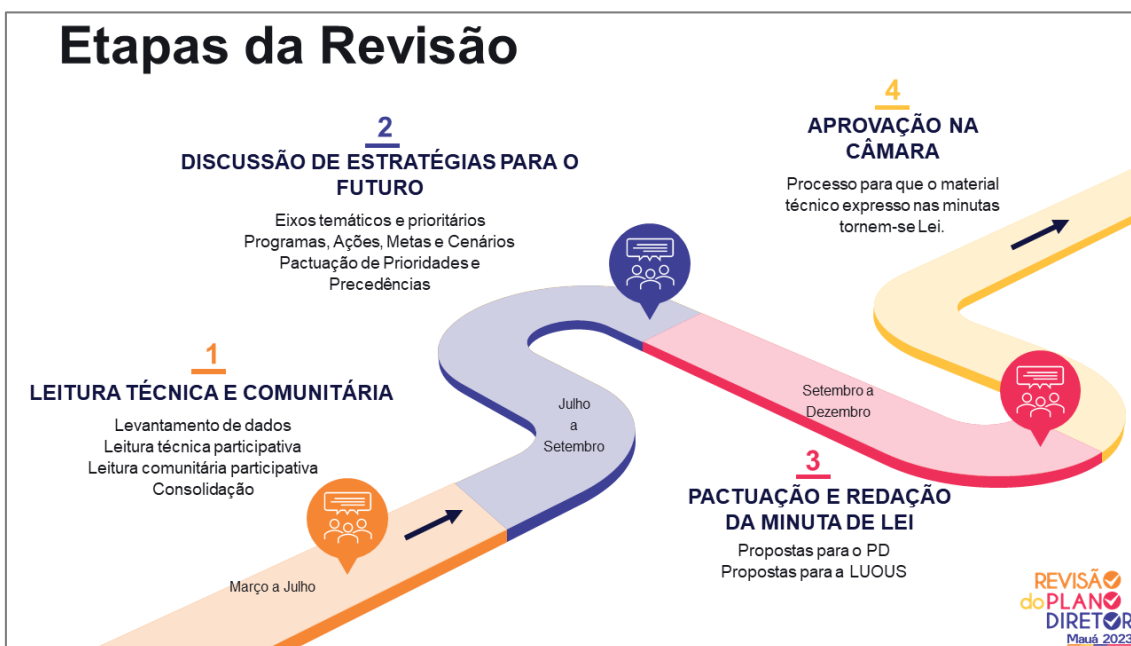 Etapas da Revisão
1
LEITURA TÉCNICA E COMUNITÁRIA
Levantamento de dados
Leitura técnica participativa
Leitura comunitária participativa
Consolidação
Março a Julho
2
DISCUSSÃO DE ESTRATÉGIAS PARA O
FUTURO
Eixos temáticos e prioritários
Programas, Ações, Metas e Cenários
Pactuação de Prioridades e
Precedências
Julho
a
Setembro
3
PACTUAÇÃO E REDAÇÃO
DA MINUTA DE LEI
Propostas para o PD
Propostas para a LUOUS
Setembro a
Dezembro
4
APROVAÇÃO NA
CÂMARA
Processo para que o material
técnico expresso nas minutas
tornem-se Lei.
REVISÃO
do PLANO
DIRETOR
Mauá 2023